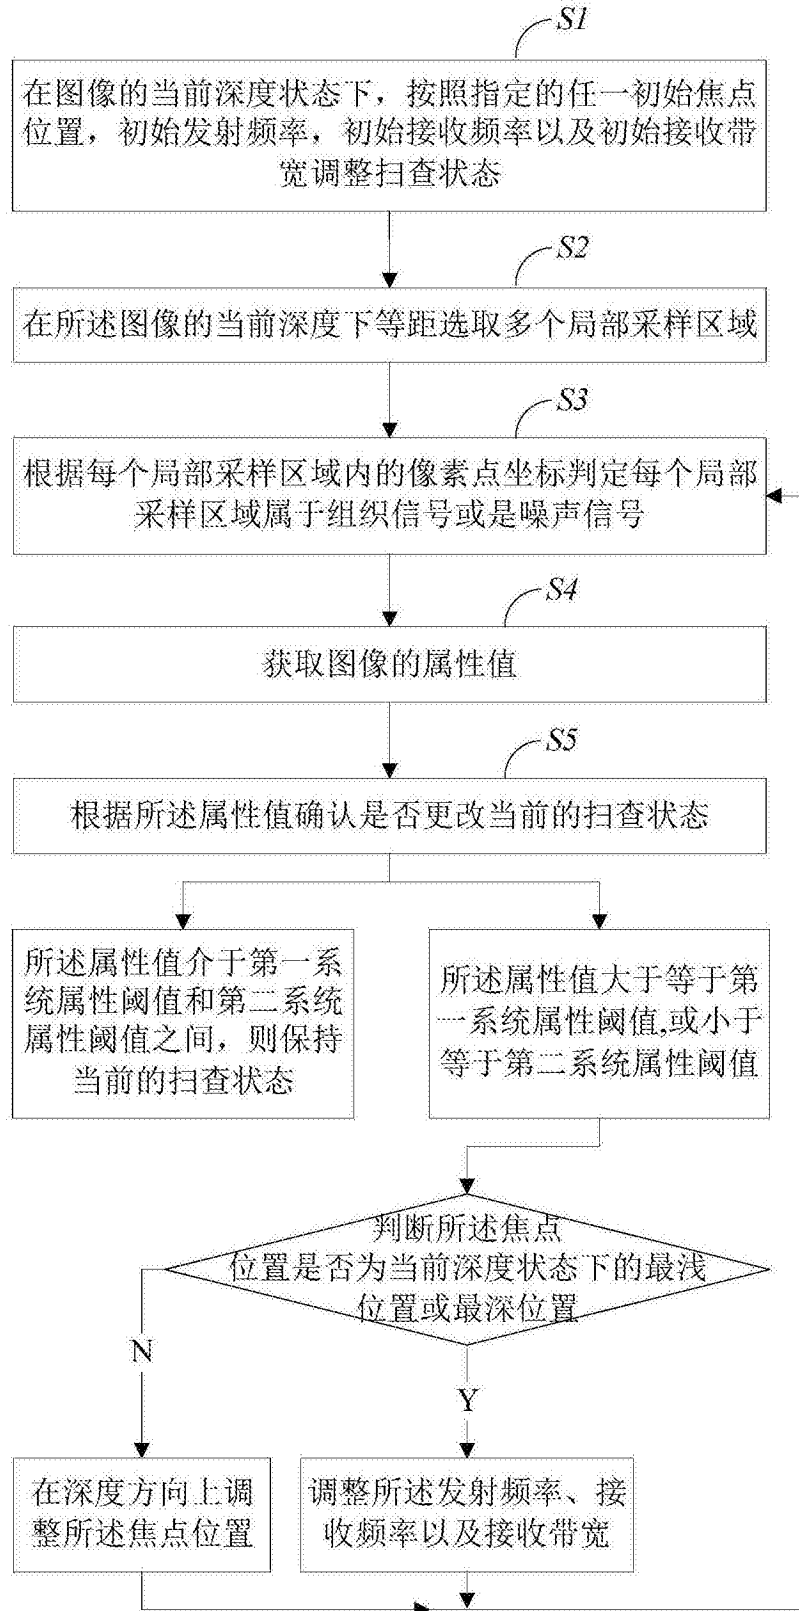 S1
在图像的当前深度状态下，按照指定的任一初始焦点
位置，初始发射频率，初始接收频率以及初始接收带
宽调整扫查状态
S2
在所述图像的当前深度下等距选取多个局部采样区域
S3
根据每个局部采样区域内的像素点坐标判定每个局部
采样区域属于组织信号或是噪声信号
S4
获取图像的属性值
S5
根据所述属性值确认是否更改当前的扫查状态
所述属性值介于第一系
统属性阈值和第二系统
属性阈值之间，则保持
当前的扫查状态
所述属性值大于等于第
一系统属性阈值,或小于
等于第二系统属性阈值
判断所述焦点
位置是否为当前深度状态下的最浅
位置或最深位置
N
Y
在深度方向上调
整所述焦点位置
调整所述发射频率、接
收频率以及接收带宽